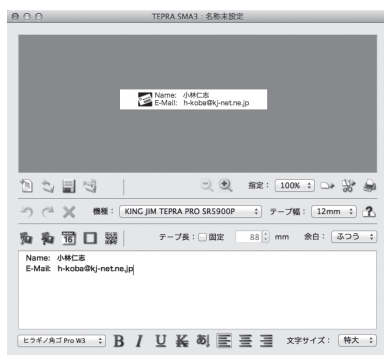 TEPRA SMA3：名称未設定
Name: 小林仁志
E-Mail: h-koba@kj-net.ne.jp
指定： 100%
機種： KING JIM TEPRA PRO SR5900P テープ幅： 12mm
16 テープ長： 固定 88 mm 余白： ふつう
Name: 小林仁志
E-Mail: h-koba@kj-net.ne.jp
ヒラギノ角ゴ Pro W3 B I U K あ 文字サイズ： 特大